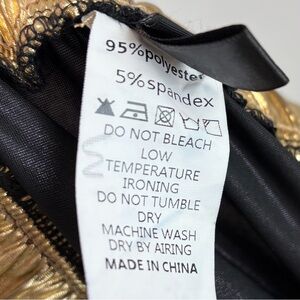 95%polyester
5%spandex
DO NOT BLEACH
LOW
TEMPERATURE
IRONING
DO NOT TUMBLE
DRY
MACHINE WASH
DRY BY AIRING
MADE IN CHINA